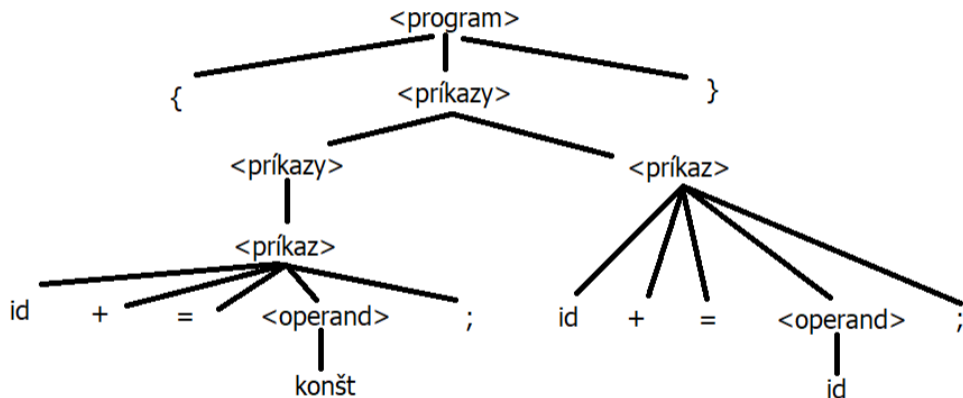 <program>
{ <príkazy> }
<príkazy> <príkaz>
<príkaz>
id + = <operand> ; id + = <operand> ;
konšt id